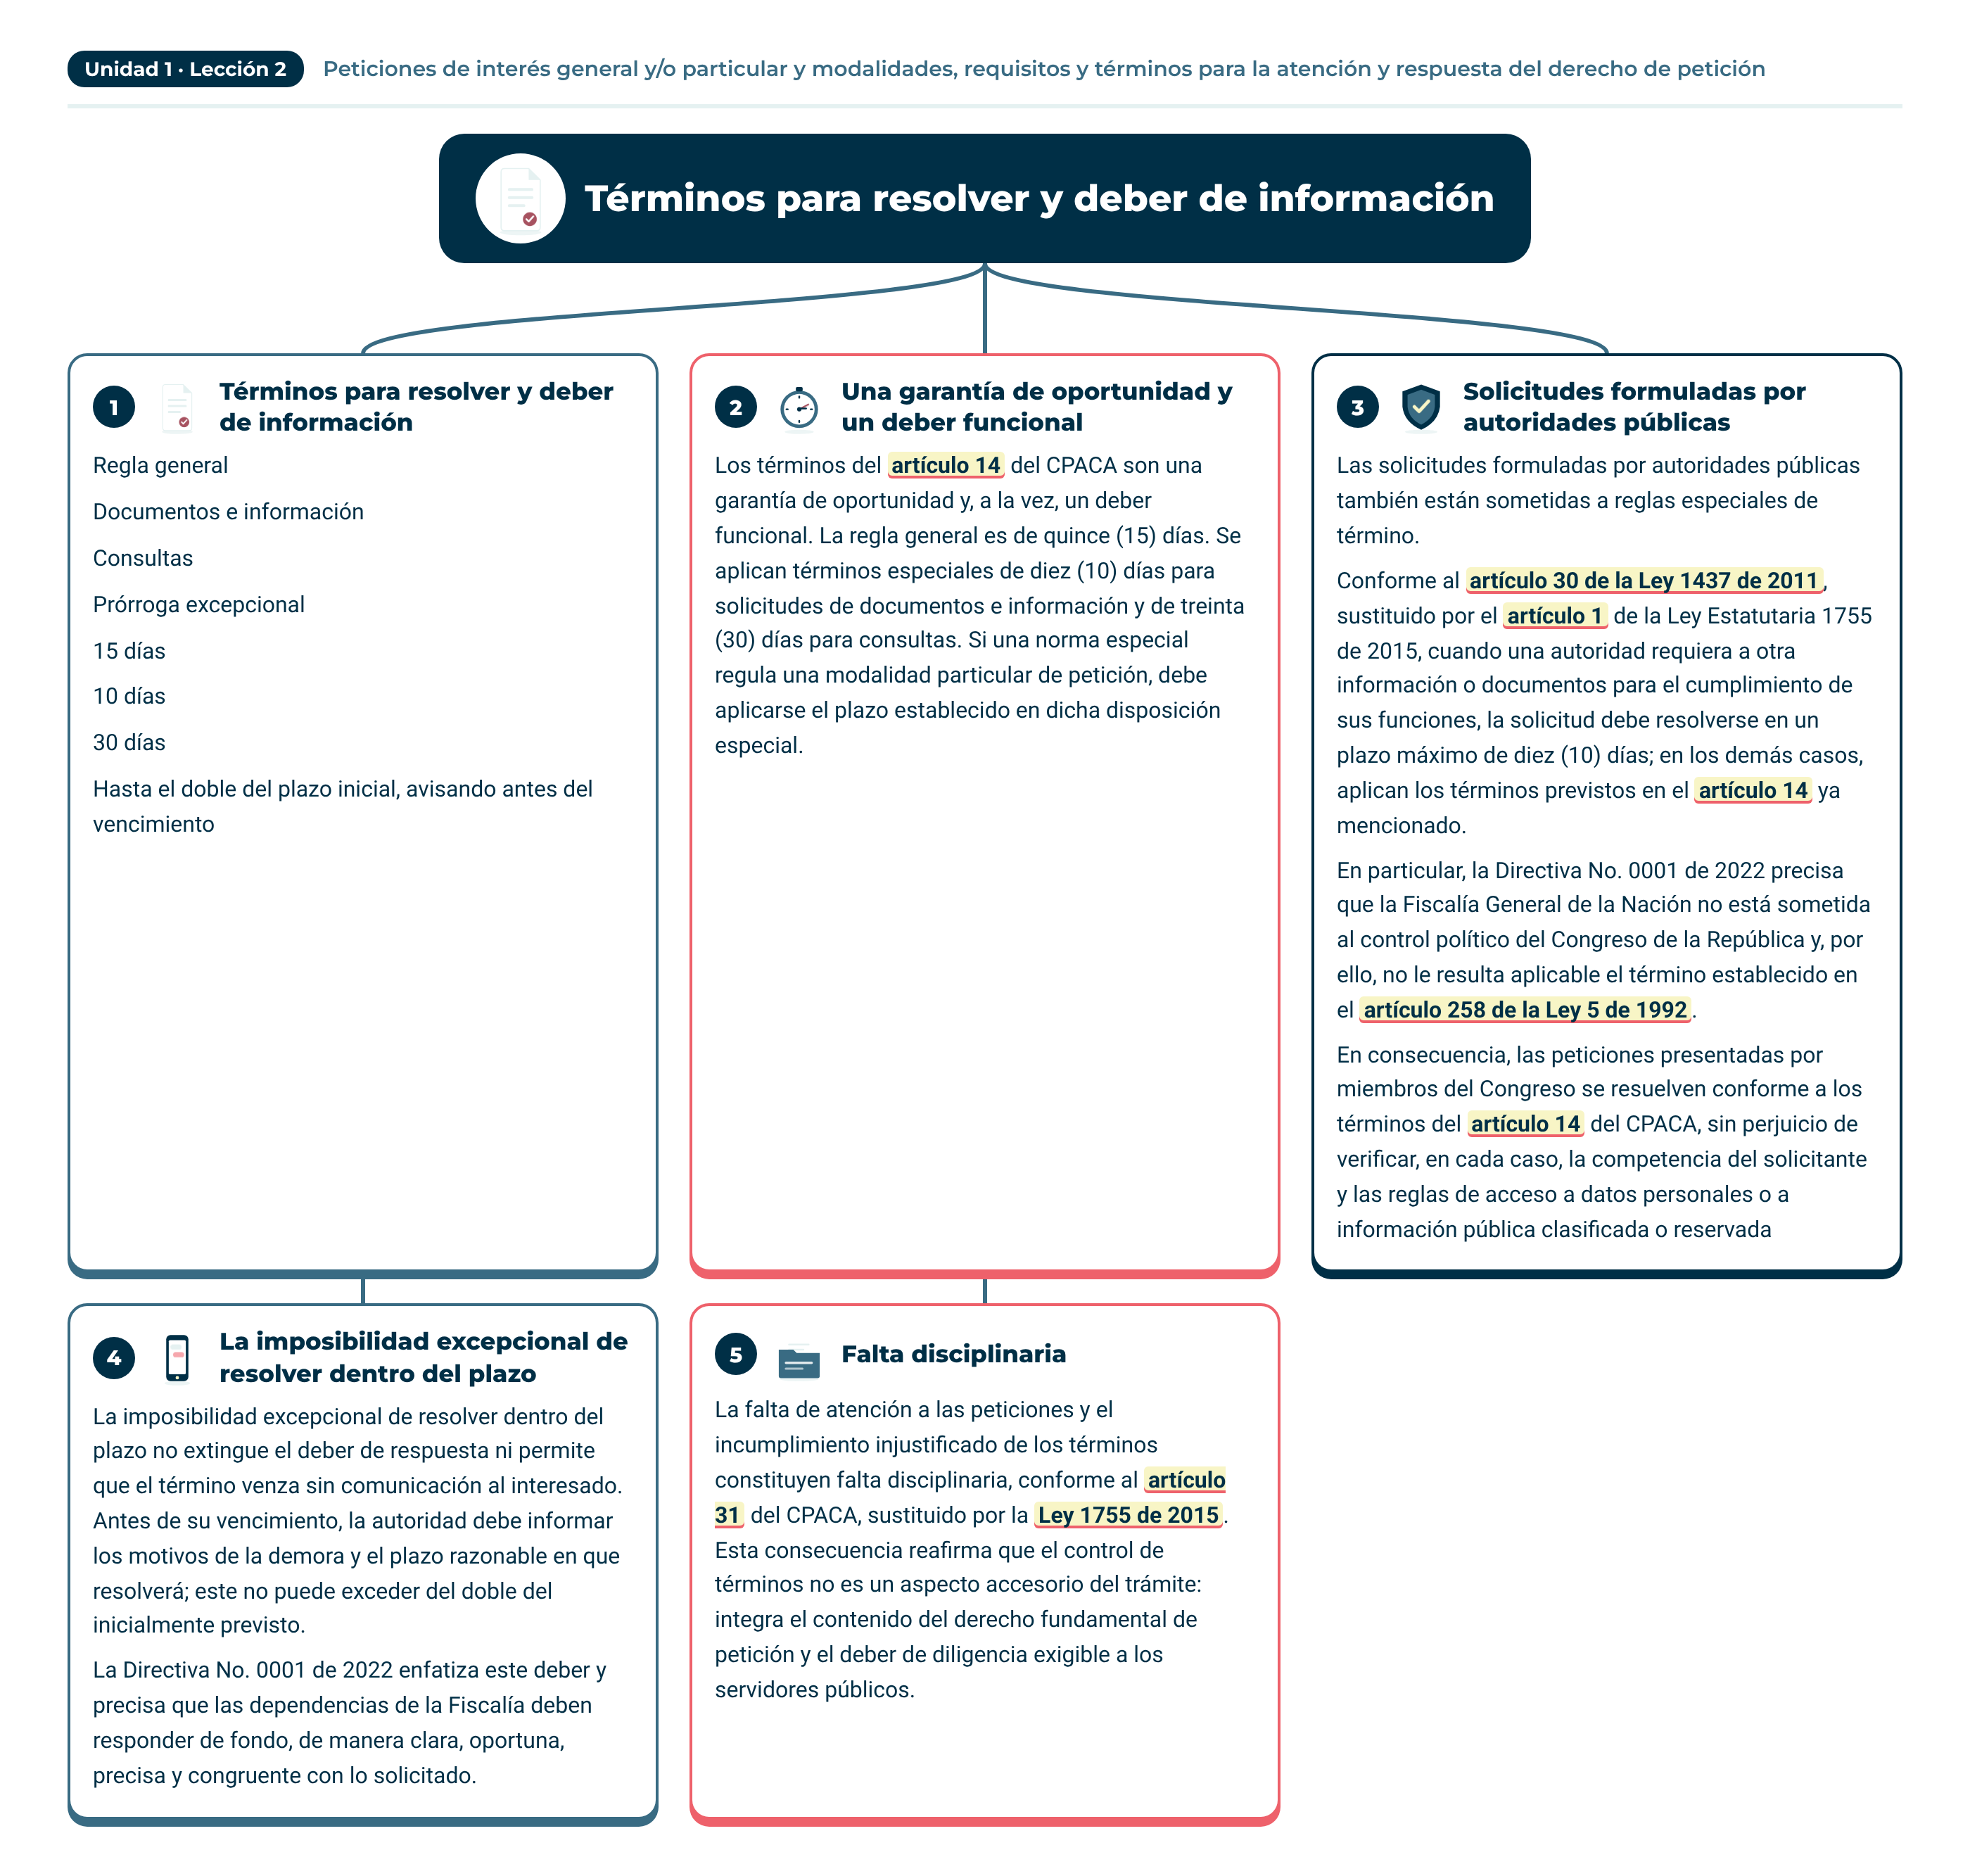 Unidad 1 · Lección 2
Peticiones de interés general y/o particular y modalidades, requisitos y términos para la atención y respuesta del derecho de petición
Términos para resolver y deber de información
1
Términos para resolver y deber
de información
Regla general
Documentos e información
Consultas
Prórroga excepcional
15 días
10 días
30 días
Hasta el doble del plazo inicial, avisando antes del
vencimiento
2
Una garantía de oportunidad y
un deber funcional
Los términos del artículo 14 del CPACA son una
garantía de oportunidad y, a la vez, un deber
funcional. La regla general es de quince (15) días. Se
aplican términos especiales de diez (10) días para
solicitudes de documentos e información y de treinta
(30) días para consultas. Si una norma especial
regula una modalidad particular de petición, debe
aplicarse el plazo establecido en dicha disposición
especial.
3
Solicitudes formuladas por
autoridades públicas
Las solicitudes formuladas por autoridades públicas
también están sometidas a reglas especiales de
término.
Conforme al artículo 30 de la Ley 1437 de 2011,
sustituido por el artículo 1 de la Ley Estatutaria 1755
de 2015, cuando una autoridad requiera a otra
información o documentos para el cumplimiento de
sus funciones, la solicitud debe resolverse en un
plazo máximo de diez (10) días; en los demás casos,
aplican los términos previstos en el artículo 14 ya
mencionado.
En particular, la Directiva No. 0001 de 2022 precisa
que la Fiscalía General de la Nación no está sometida
al control político del Congreso de la República y, por
ello, no le resulta aplicable el término establecido en
el artículo 258 de la Ley 5 de 1992.
En consecuencia, las peticiones presentadas por
miembros del Congreso se resuelven conforme a los
términos del artículo 14 del CPACA, sin perjuicio de
verificar, en cada caso, la competencia del solicitante
y las reglas de acceso a datos personales o a
información pública clasificada o reservada
4
La imposibilidad excepcional de
resolver dentro del plazo
La imposibilidad excepcional de resolver dentro del
plazo no extingue el deber de respuesta ni permite
que el término venza sin comunicación al interesado.
Antes de su vencimiento, la autoridad debe informar
los motivos de la demora y el plazo razonable en que
resolverá; este no puede exceder del doble del
inicialmente previsto.
La Directiva No. 0001 de 2022 enfatiza este deber y
precisa que las dependencias de la Fiscalía deben
responder de fondo, de manera clara, oportuna,
precisa y congruente con lo solicitado.
5
Falta disciplinaria
La falta de atención a las peticiones y el
incumplimiento injustificado de los términos
constituyen falta disciplinaria, conforme al artículo
31 del CPACA, sustituido por la Ley 1755 de 2015.
Esta consecuencia reafirma que el control de
términos no es un aspecto accesorio del trámite:
integra el contenido del derecho fundamental de
petición y el deber de diligencia exigible a los
servidores públicos.